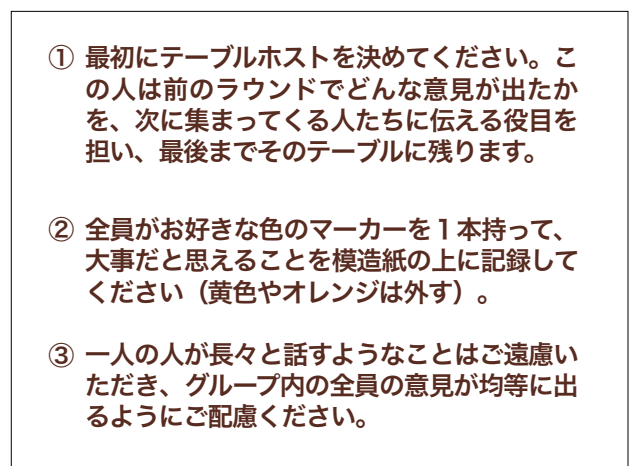 ① 最初にテーブルホストを決めてください。こ
の人は前のラウンドでどんな意見が出たか
を、次に集まってくる人たちに伝える役目を
担い、最後までそのテーブルに残ります。
② 全員がお好きな色のマーカーを1本持って、
大事だと思えることを模造紙の上に記録して
ください（黄色やオレンジは外す）。
③ 一人の人が長々と話すようなことはご遠慮い
ただき、グループ内の全員の意見が均等に出
るようにご配慮ください。